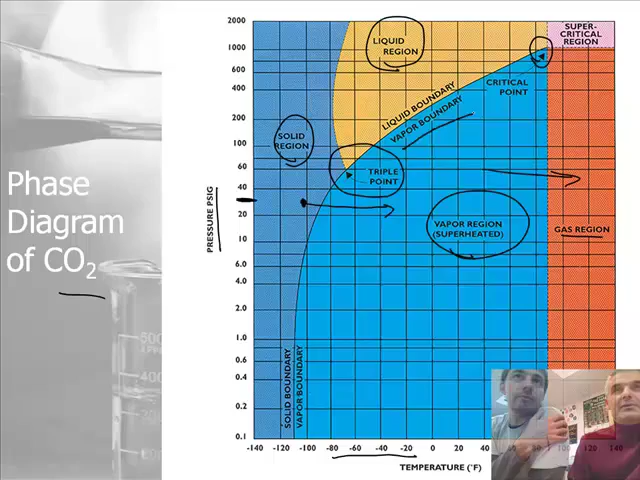 Phase
Diagram
of CO₂
PRESSURE PSIG
2000
1000
600
400
200
100
60
40
20
10
6.0
4.0
2.0
1.0
0.6
0.4
0.2
0.1
LIQUID
REGION
SUPER-
CRITICAL
REGION
CRITICAL
POINT
LIQUID BOUNDARY
VAPOR BOUNDARY
SOLID
REGION
TRIPLE
POINT
VAPOR REGION
(SUPERHEATED)
GAS REGION
SOLID BOUNDARY
VAPOR BOUNDARY
-140 -120 -100 -80 -60 -40 -20 0 20 40 60 80 100 120 140
TEMPERATURE (°F)
500
400